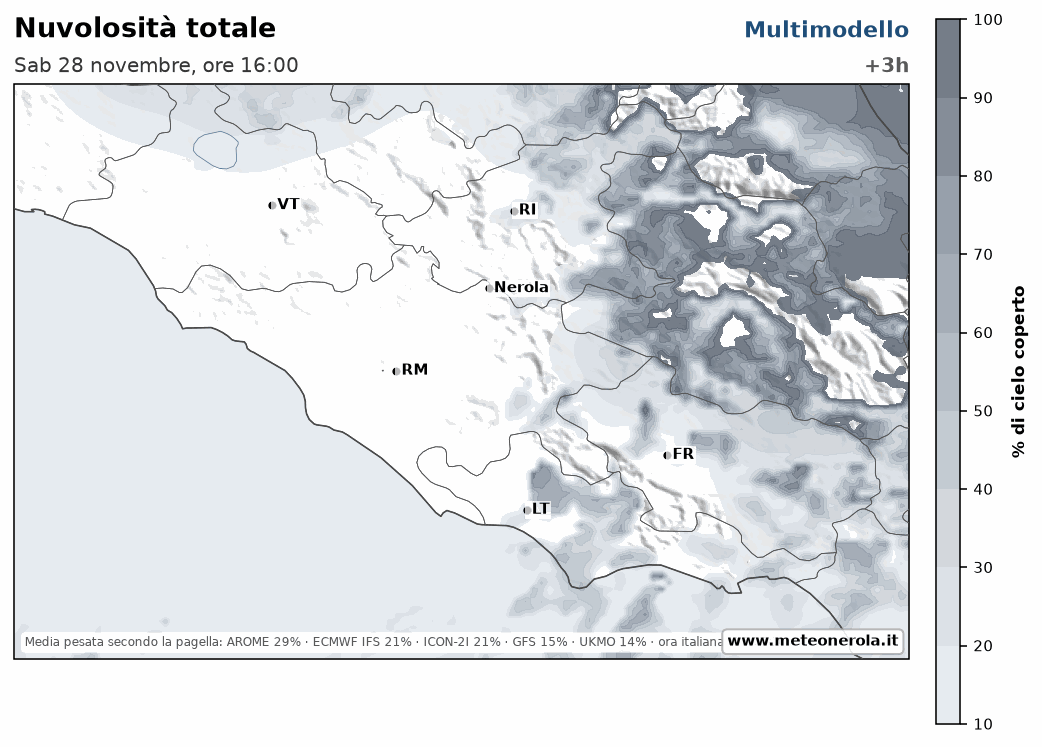 Nuvolosità totale
Multimodello
Sab 28 novembre, ore 16:00
+3h
100
90
80
70
60
50
40
30
20
10
% di cielo coperto
VT
RI
Nerola
RM
FR
LT
Media pesata secondo la pagella: AROME 29% · ECMWF IFS 21% · ICON-2I 21% · GFS 15% · UKMO 14% · ora italiana
www.meteonerola.it